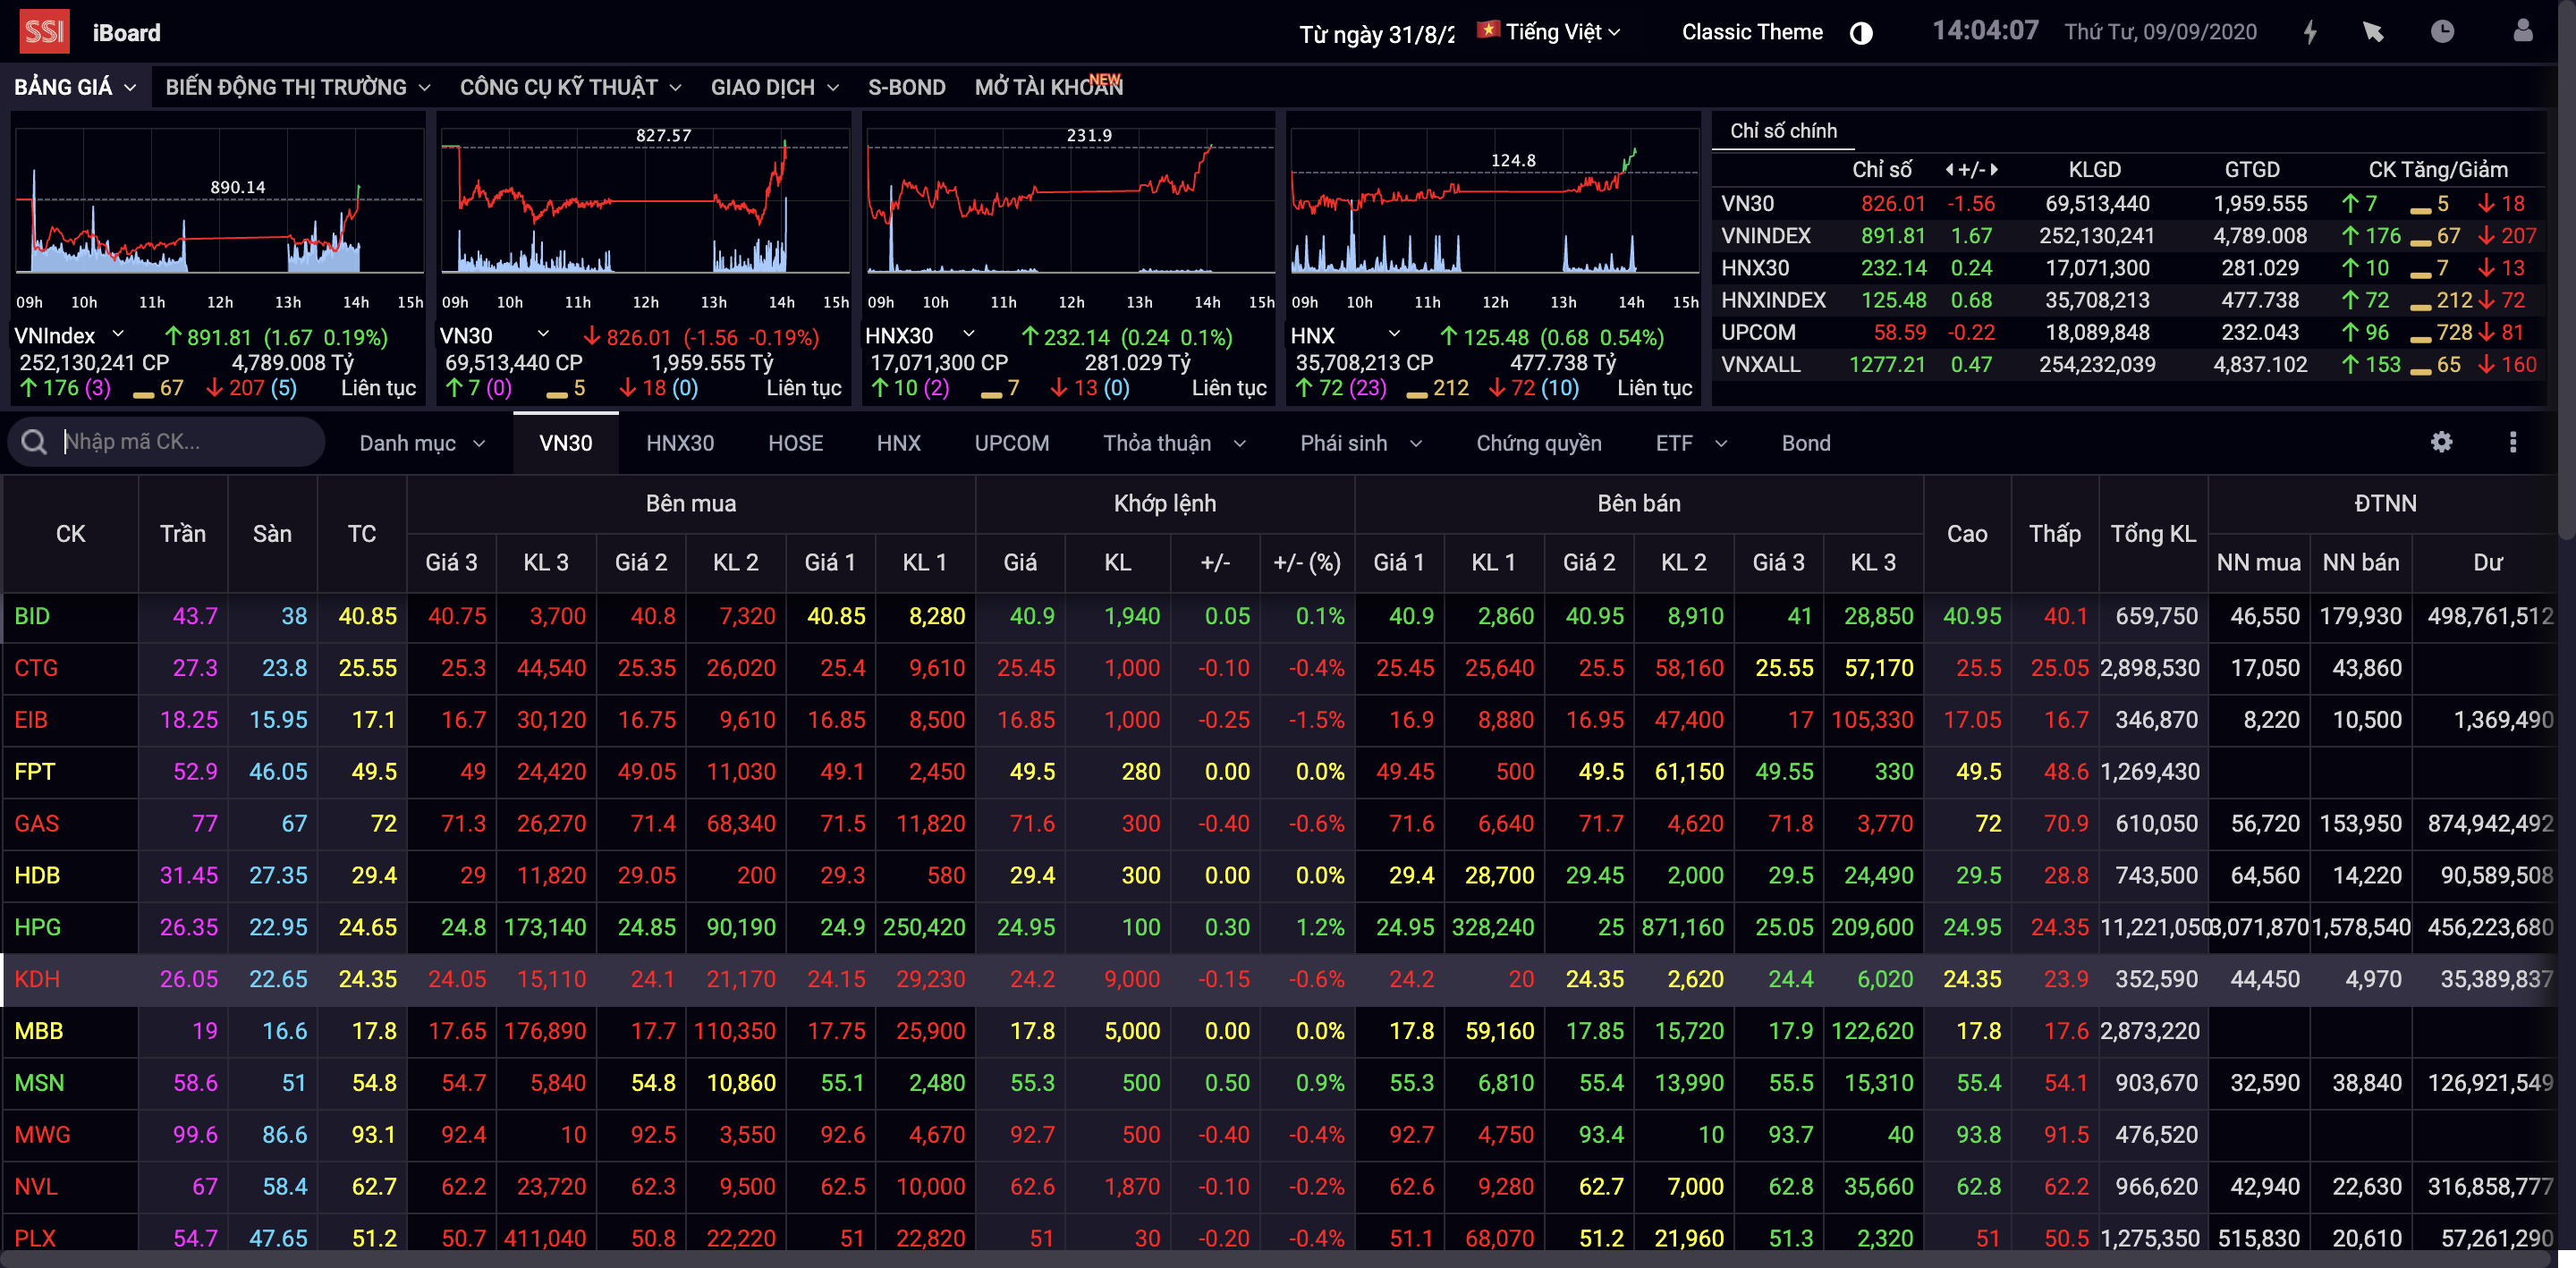 SSI iBoard Từ ngày 31/8/2 Tiếng Việt Classic Theme 14:04:07 Thứ Tư, 09/09/2020
BẢNG GIÁ BIẾN ĐỘNG THỊ TRƯỜNG CÔNG CỤ KỸ THUẬT GIAO DỊCH S-BOND MỞ TÀI KHOẢN NEW
890.14
09h 10h 11h 12h 13h 14h 15h
VNIndex 891.81 (1.67 0.19%)
252,130,241 CP 4,789.008 Tỷ
176 (3) 67 207 (5) Liên tục
827.57
09h 10h 11h 12h 13h 14h 15h
VN30 826.01 (-1.56 -0.19%)
69,513,440 CP 1,959.555 Tỷ
7 (0) 5 18 (0) Liên tục
231.9
09h 10h 11h 12h 13h 14h 15h
HNX30 232.14 (0.24 0.1%)
17,071,300 CP 281.029 Tỷ
10 (2) 7 13 (0) Liên tục
124.8
09h 10h 11h 12h 13h 14h 15h
HNX 125.48 (0.68 0.54%)
35,708,213 CP 477.738 Tỷ
72 (23) 212 72 (10) Liên tục
Chỉ số chính
Chỉ số +/- KLGD GTGD CK Tăng/Giảm
VN30 826.01 -1.56 69,513,440 1,959.555 7 5 18
VNINDEX 891.81 1.67 252,130,241 4,789.008 176 67 207
HNX30 232.14 0.24 17,071,300 281.029 10 7 13
HNXINDEX 125.48 0.68 35,708,213 477.738 72 212 72
UPCOM 58.59 -0.22 18,089,848 232.043 96 728 81
VNXALL 1277.21 0.47 254,232,039 4,837.102 153 65 160
Nhập mã CK... Danh mục VN30 HNX30 HOSE HNX UPCOM Thỏa thuận Phái sinh Chứng quyền ETF Bond
CK Trần Sàn TC Bên mua Khớp lệnh Bên bán Cao Thấp Tổng KL ĐTNN
Giá 3 KL 3 Giá 2 KL 2 Giá 1 KL 1 Giá KL +/- +/- (%) Giá 1 KL 1 Giá 2 KL 2 Giá 3 KL 3 NN mua NN bán Dư
BID 43.7 38 40.85 40.75 3,700 40.8 7,320 40.85 8,280 40.9 1,940 0.05 0.1% 40.9 2,860 40.95 8,910 41 28,850 40.95 40.1 659,750 46,550 179,930 498,761,512
CTG 27.3 23.8 25.55 25.3 44,540 25.35 26,020 25.4 9,610 25.45 1,000 -0.10 -0.4% 25.45 25,640 25.5 58,160 25.55 57,170 25.5 25.05 2,898,530 17,050 43,860
EIB 18.25 15.95 17.1 16.7 30,120 16.75 9,610 16.85 8,500 16.85 1,000 -0.25 -1.5% 16.9 8,880 16.95 47,400 17 105,330 17.05 16.7 346,870 8,220 10,500 1,369,490
FPT 52.9 46.05 49.5 49 24,420 49.05 11,030 49.1 2,450 49.5 280 0.00 0.0% 49.45 500 49.5 61,150 49.55 330 49.5 48.6 1,269,430
GAS 77 67 72 71.3 26,270 71.4 68,340 71.5 11,820 71.6 300 -0.40 -0.6% 71.6 6,640 71.7 4,620 71.8 3,770 72 70.9 610,050 56,720 153,950 874,942,492
HDB 31.45 27.35 29.4 29 11,820 29.05 200 29.3 580 29.4 300 0.00 0.0% 29.4 28,700 29.45 2,000 29.5 24,490 29.5 28.8 743,500 64,560 14,220 90,589,508
HPG 26.35 22.95 24.65 24.8 173,140 24.85 90,190 24.9 250,420 24.95 100 0.30 1.2% 24.95 328,240 25 871,160 25.05 209,600 24.95 24.35 11,221,050 3,071,870 1,578,540 456,223,680
KDH 26.05 22.65 24.35 24.05 15,110 24.1 21,170 24.15 29,230 24.2 9,000 -0.15 -0.6% 24.2 20 24.35 2,620 24.4 6,020 24.35 23.9 352,590 44,450 4,970 35,389,837
MBB 19 16.6 17.8 17.65 176,890 17.7 110,350 17.75 25,900 17.8 5,000 0.00 0.0% 17.8 59,160 17.85 15,720 17.9 122,620 17.8 17.6 2,873,220
MSN 58.6 51 54.8 54.7 5,840 54.8 10,860 55.1 2,480 55.3 500 0.50 0.9% 55.3 6,810 55.4 13,990 55.5 15,310 55.4 54.1 903,670 32,590 38,840 126,921,549
MWG 99.6 86.6 93.1 92.4 10 92.5 3,550 92.6 4,670 92.7 500 -0.40 -0.4% 92.7 4,750 93.4 10 93.7 40 93.8 91.5 476,520
NVL 67 58.4 62.7 62.2 23,720 62.3 9,500 62.5 10,000 62.6 1,870 -0.10 -0.2% 62.6 9,280 62.7 7,000 62.8 35,660 62.8 62.2 966,620 42,940 22,630 316,858,777
PLX 54.7 47.65 51.2 50.7 411,040 50.8 22,220 51 22,820 51 30 -0.20 -0.4% 51.1 68,070 51.2 21,960 51.3 2,320 51 50.5 1,275,350 515,830 20,610 57,261,290